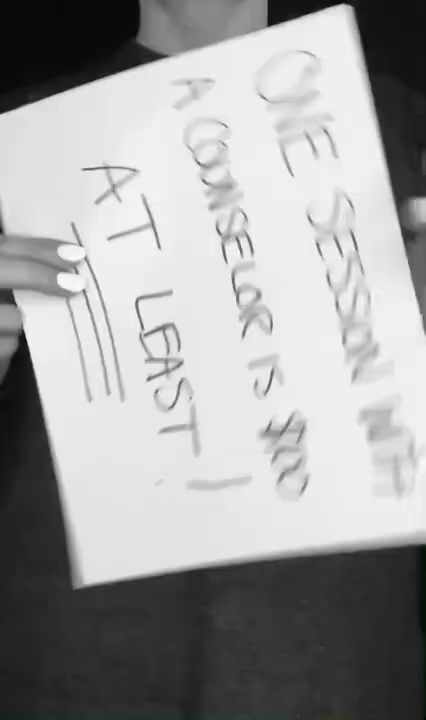 ONE SESSION WITH
A COUNSELOR IS $100
AT LEAST!